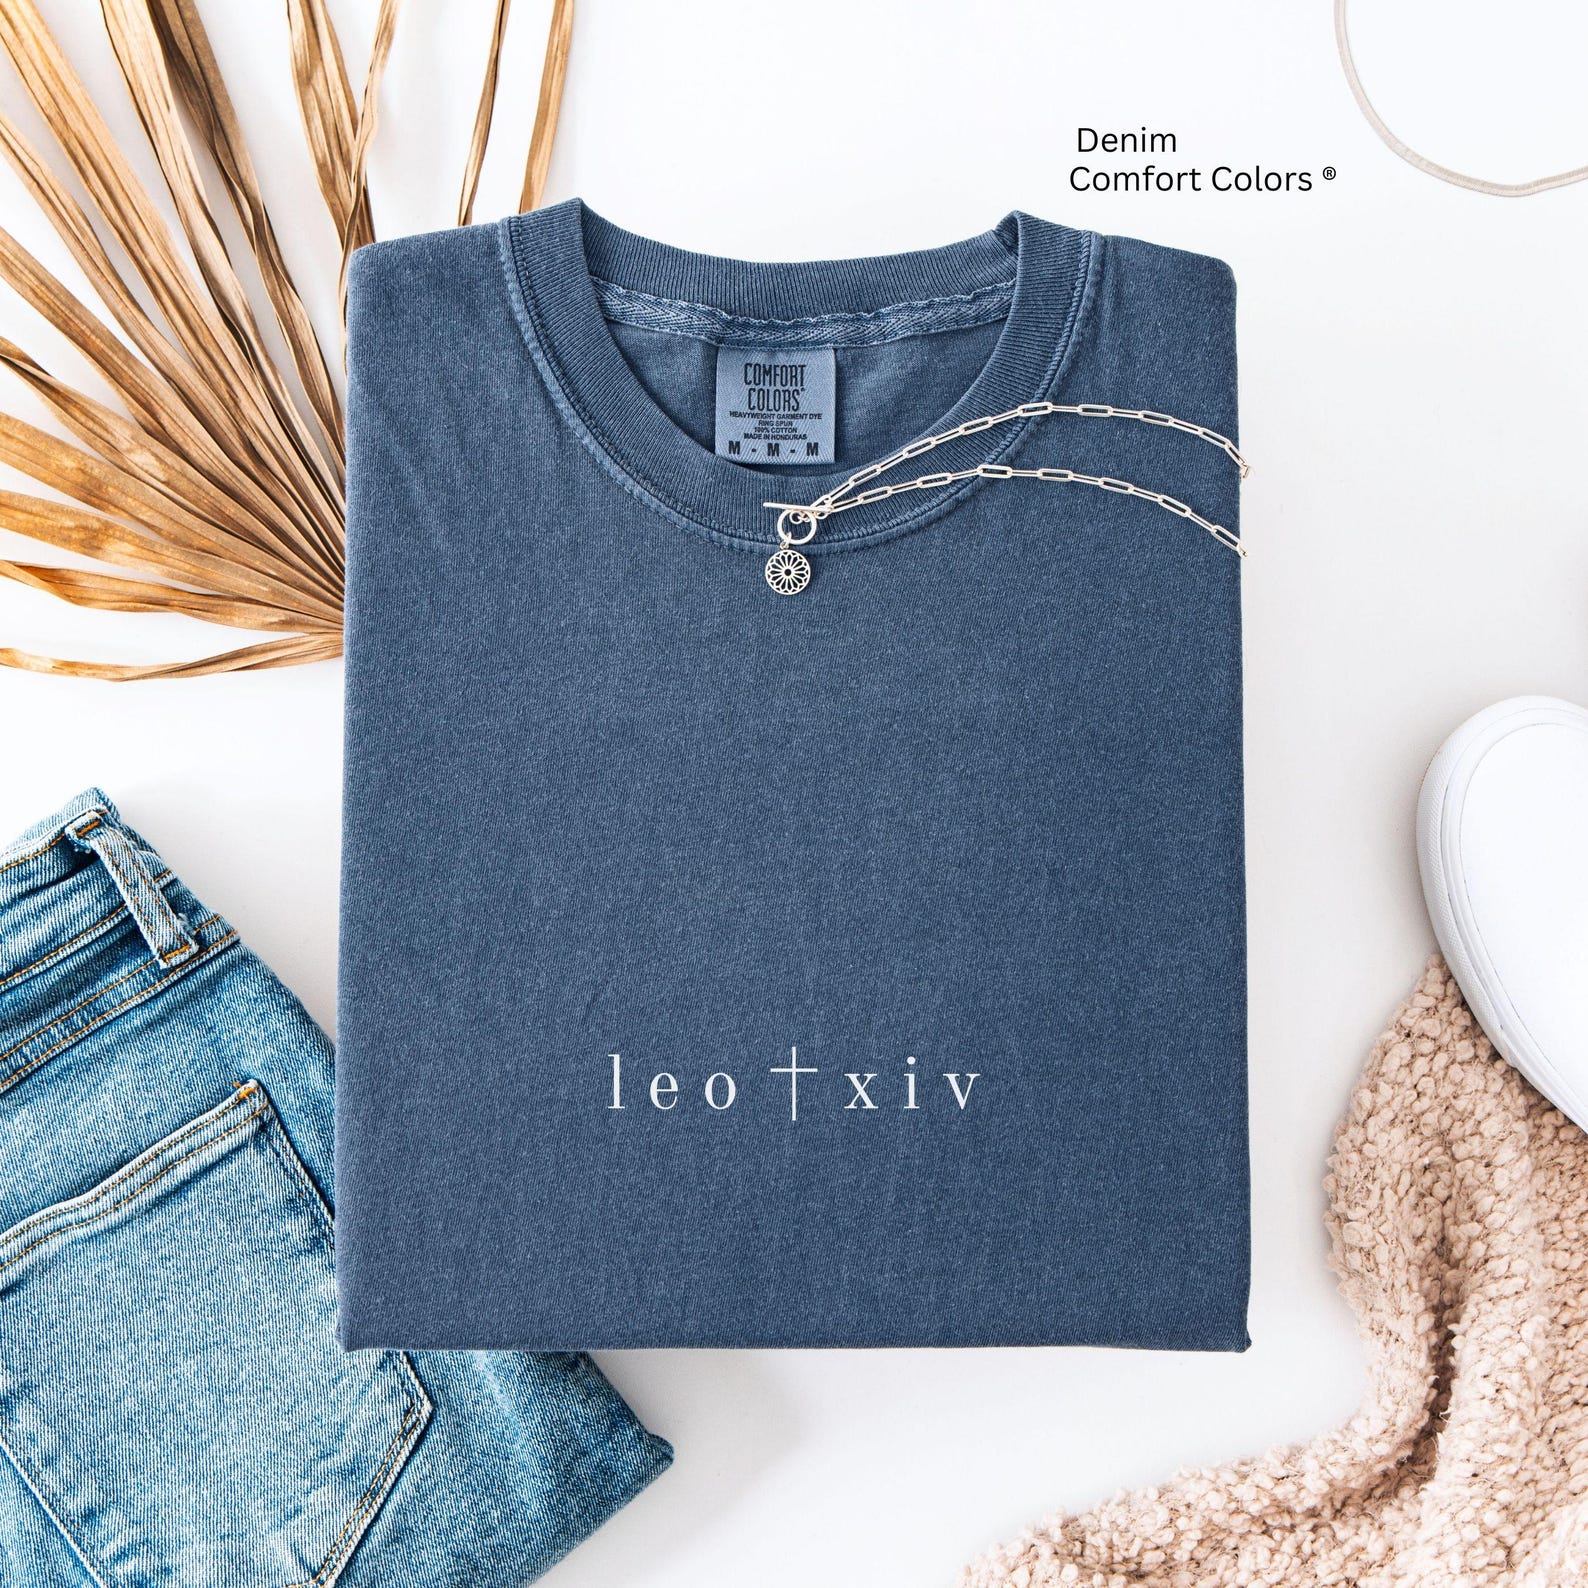 Denim
Comfort Colors ®
COMFORT
COLORS®
HEAVYWEIGHT GARMENT DYE
RING SPUN
100% COTTON
MADE IN HONDURAS
M - M - M
leo xiv